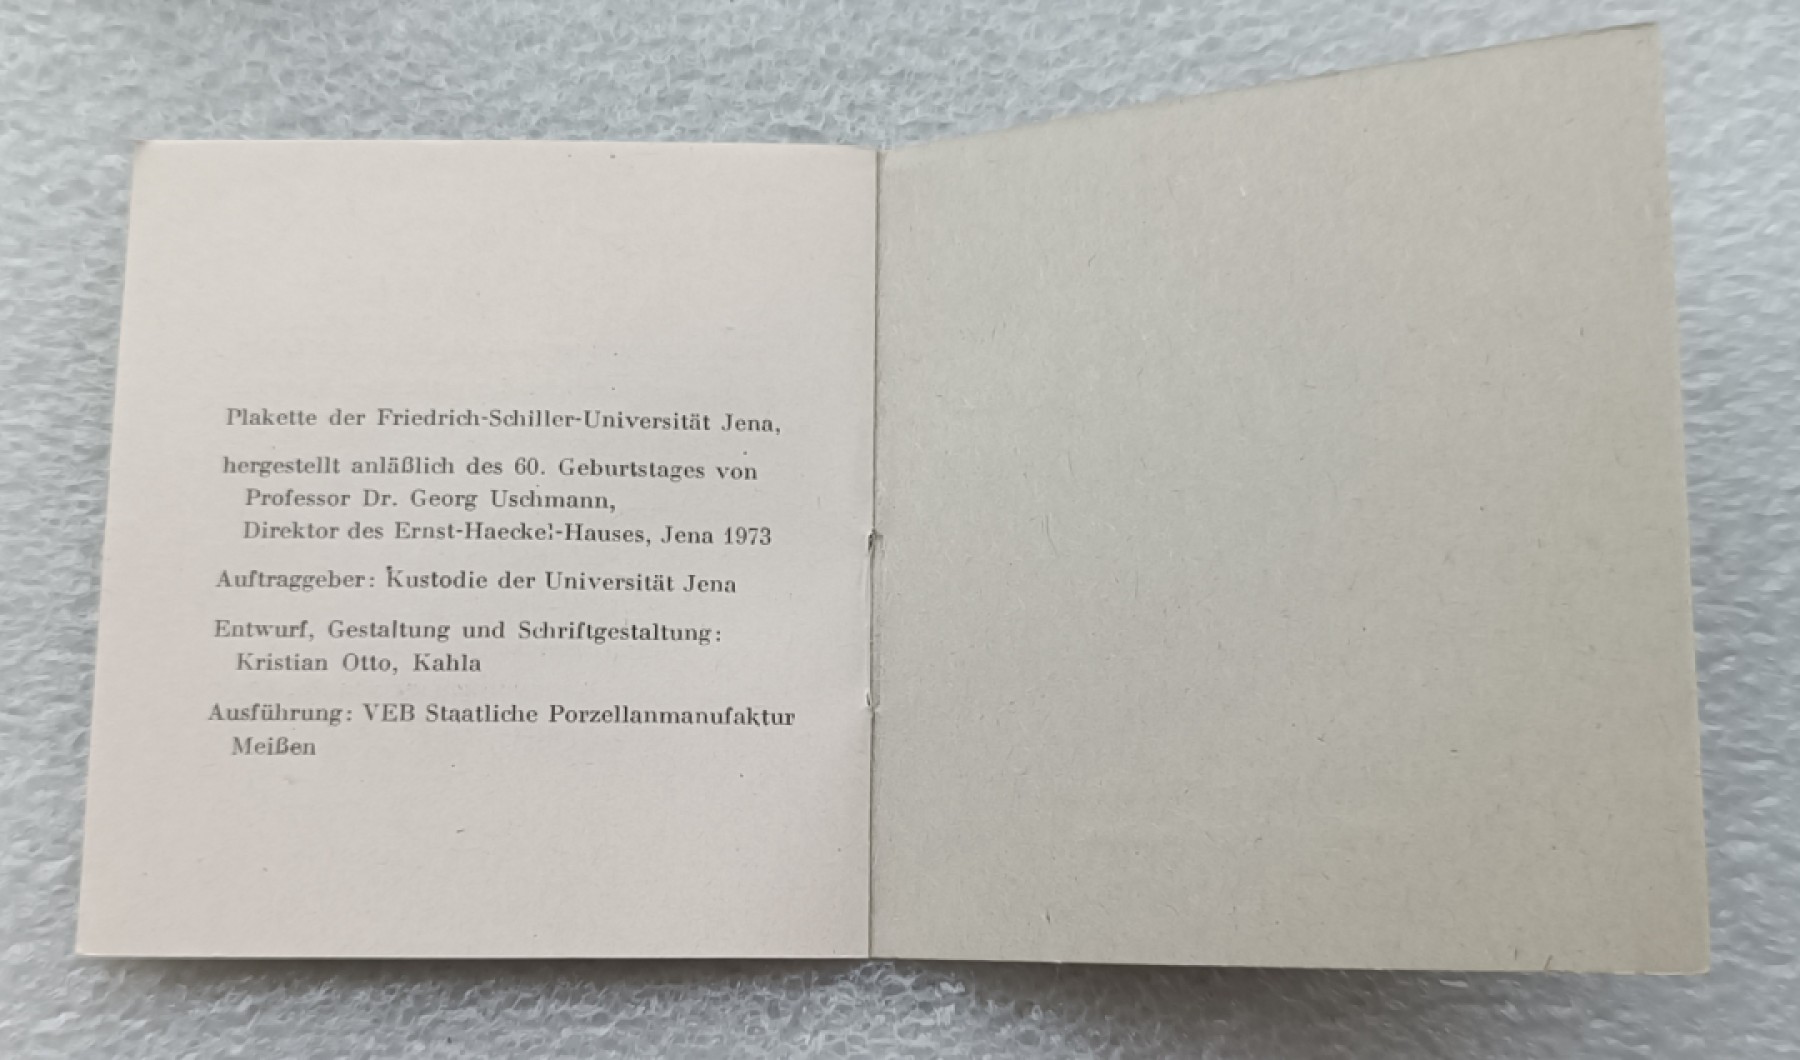 Plakette der Friedrich-Schiller-Universität Jena,
hergestellt anläßlich des 60. Geburtstages von
Professor Dr. Georg Uschmann,
Direktor des Ernst-Haeckel-Hauses, Jena 1973
Auftraggeber: Kustodie der Universität Jena
Entwurf, Gestaltung und Schriftgestaltung:
Kristian Otto, Kahla
Ausführung: VEB Staatliche Porzellanmanufaktur
Meißen